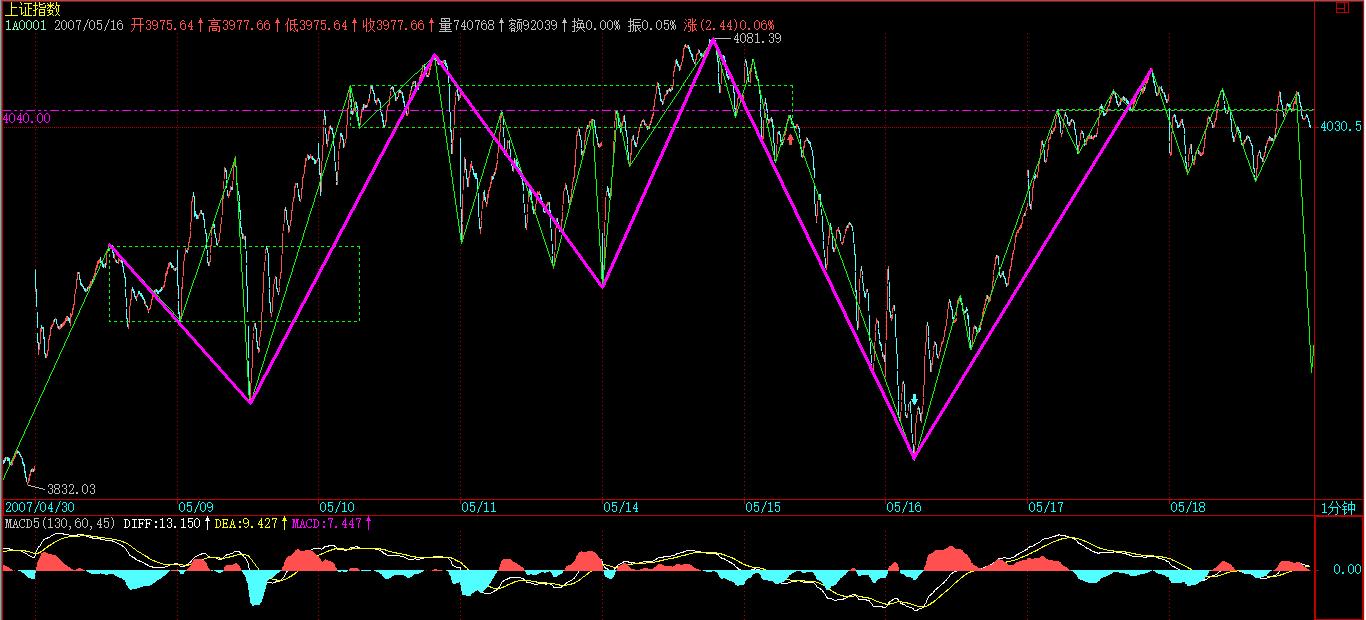 上证指数
1A0001 2007/05/16 开3975.64↑高3977.66↑低3975.64↑收3977.66↑量740768↑额92039↑换0.00% 振0.05% 涨(2.44)0.06%
4081.39
4040.00
4030.5
3832.03
2007/04/30 05/09 05/10 05/11 05/14 05/15 05/16 05/17 05/18 1分钟
MACD5(130,60,45) DIFF:13.150↑DEA:9.427↑MACD:7.447↑
0.00